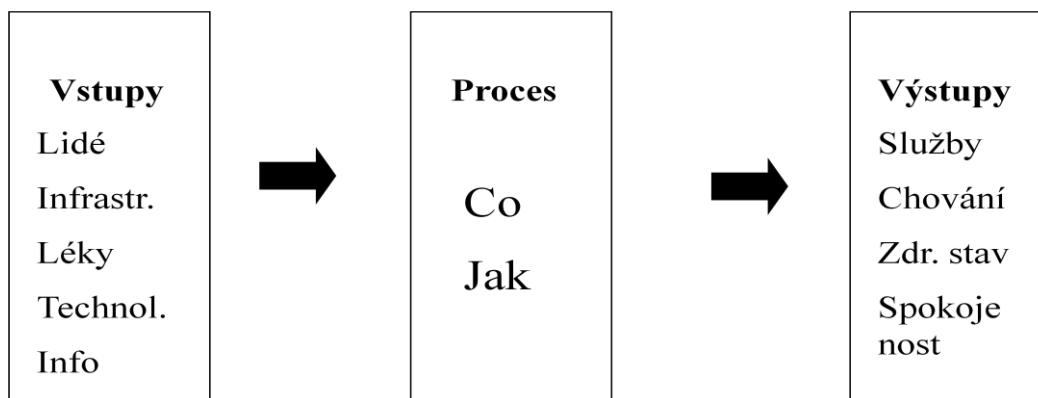 Vstupy
Lidé
Infrastr.
Léky
Technol.
Info
Proces
Co
Jak
Výstupy
Služby
Chování
Zdr. stav
Spokoje
nost